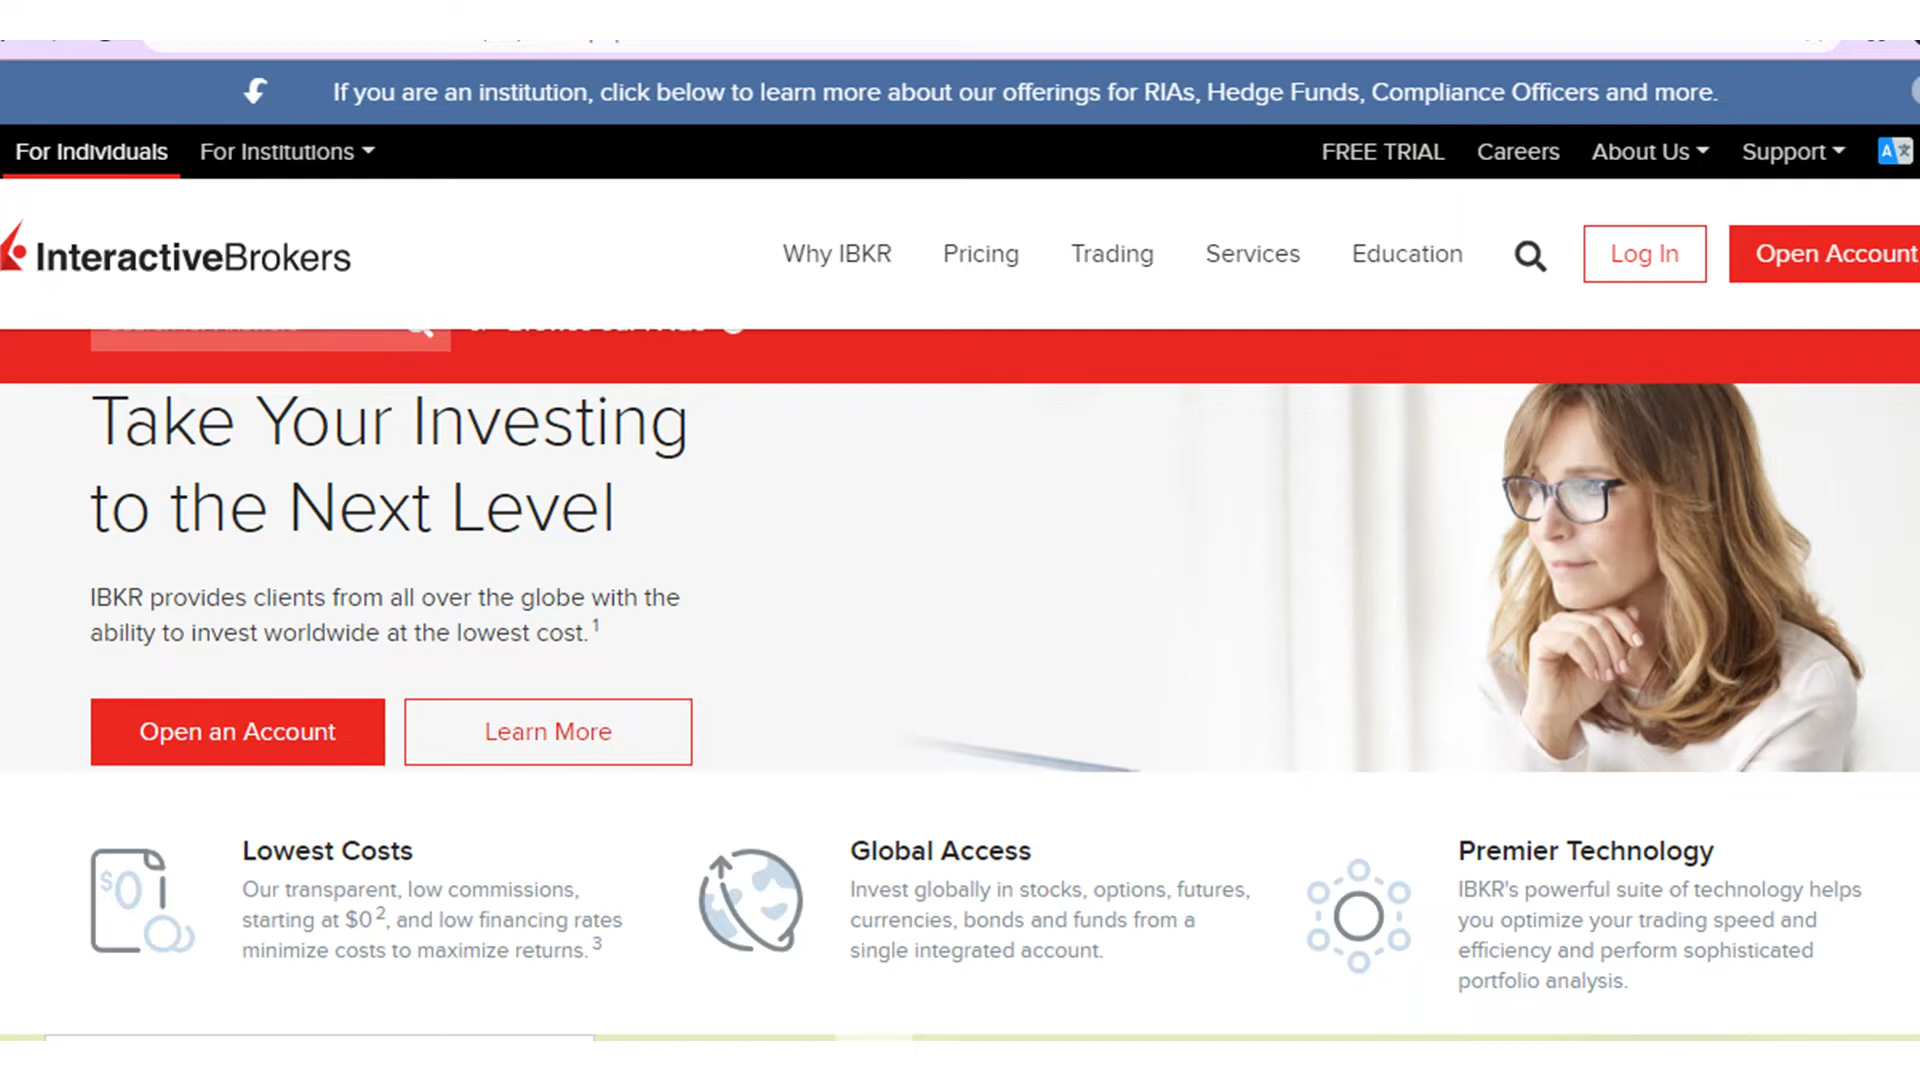 If you are an institution, click below to learn more about our offerings for RIAs, Hedge Funds, Compliance Officers and more.
For Individuals For Institutions FREE TRIAL Careers About Us Support
InteractiveBrokers Why IBKR Pricing Trading Services Education Log In Open Account
Take Your Investing
to the Next Level
IBKR provides clients from all over the globe with the
ability to invest worldwide at the lowest cost. 1
Open an Account Learn More
Lowest Costs
Our transparent, low commissions,
starting at $0 2, and low financing rates
minimize costs to maximize returns. 3
Global Access
Invest globally in stocks, options, futures,
currencies, bonds and funds from a
single integrated account.
Premier Technology
IBKR's powerful suite of technology helps
you optimize your trading speed and
efficiency and perform sophisticated
portfolio analysis.